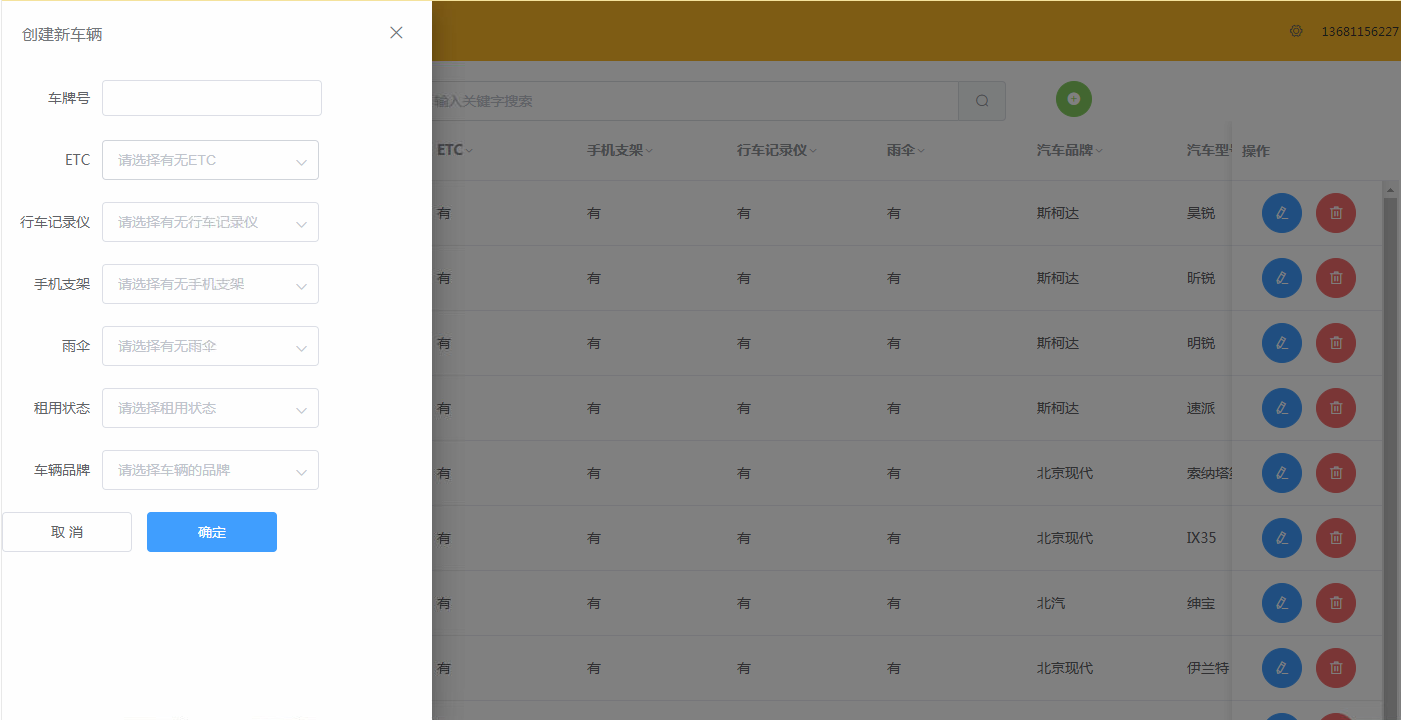 创建新车辆
13681156227
车牌号
ETC 请选择有无ETC
行车记录仪 请选择有无行车记录仪
手机支架 请选择有无手机支架
雨伞 请选择有无雨伞
租用状态 请选择租用状态
车辆品牌 请选择车辆的品牌
取 消 确定
输入关键字搜索
ETC 手机支架 行车记录仪 雨伞 汽车品牌 汽车型 操作
有 有 有 有 斯柯达 昊锐
有 有 有 有 斯柯达 昕锐
有 有 有 有 斯柯达 明锐
有 有 有 有 斯柯达 速派
有 有 有 有 北京现代 索纳塔
有 有 有 有 北京现代 IX35
有 有 有 有 北汽 绅宝
有 有 有 有 北京现代 伊兰特